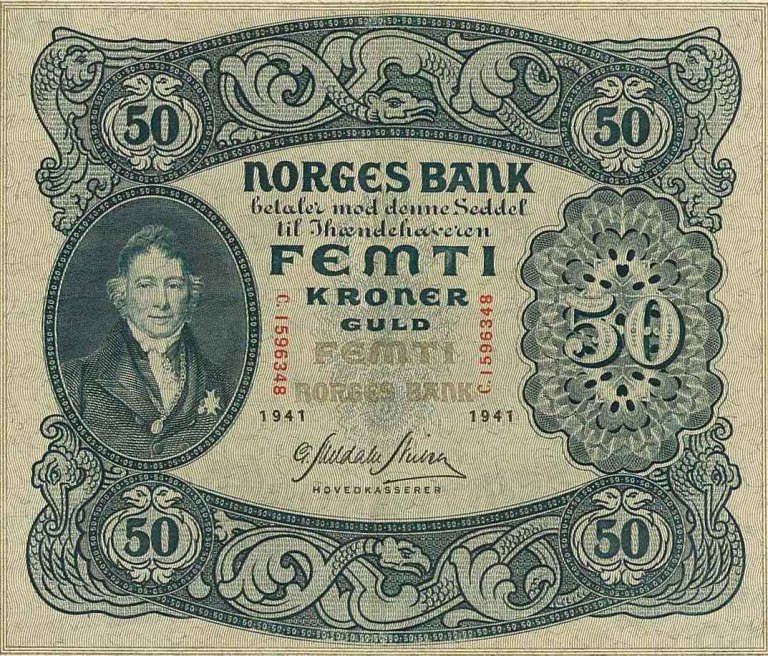 50
50
NORGES BANK
betaler mod denne Seddel
til Ihændehaveren
FEMTI
KRONER
GULD
FEMTI
NORGES BANK
C.1596348
C.1596348
50
1941
1941
HOVEDKASSERER
50
50